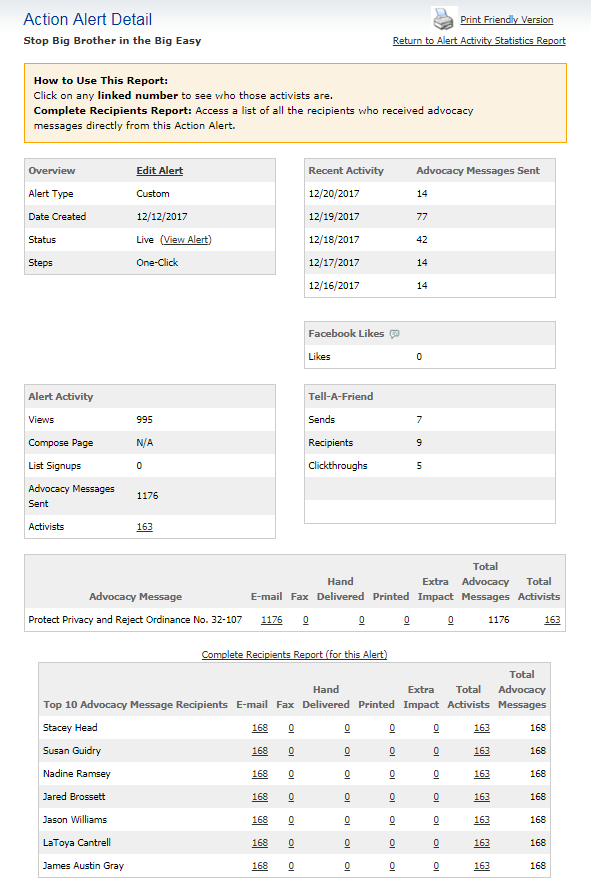 Action Alert Detail
Print Friendly Version
Stop Big Brother in the Big Easy
Return to Alert Activity Statistics Report
How to Use This Report:
Click on any linked number to see who those activists are.
Complete Recipients Report: Access a list of all the recipients who received advocacy
messages directly from this Action Alert.
Overview Edit Alert
Alert Type Custom
Date Created 12/12/2017
Status Live (View Alert)
Steps One-Click
Recent Activity Advocacy Messages Sent
12/20/2017 14
12/19/2017 77
12/18/2017 42
12/17/2017 14
12/16/2017 14
Facebook Likes
Likes 0
Alert Activity
Views 995
Compose Page N/A
List Signups 0
Advocacy Messages
Sent 1176
Activists 163
Tell-A-Friend
Sends 7
Recipients 9
Clickthroughs 5
Advocacy Message E-mail Fax Hand Delivered Printed Extra Impact Total Advocacy Messages Total Activists
Protect Privacy and Reject Ordinance No. 32-107 1176 0 0 0 0 1176 163
Complete Recipients Report (for this Alert)
Top 10 Advocacy Message Recipients E-mail Fax Hand Delivered Printed Extra Impact Total Activists Total Advocacy Messages
Stacey Head 168 0 0 0 0 163 168
Susan Guidry 168 0 0 0 0 163 168
Nadine Ramsey 168 0 0 0 0 163 168
Jared Brossett 168 0 0 0 0 163 168
Jason Williams 168 0 0 0 0 163 168
LaToya Cantrell 168 0 0 0 0 163 168
James Austin Gray 168 0 0 0 0 163 168